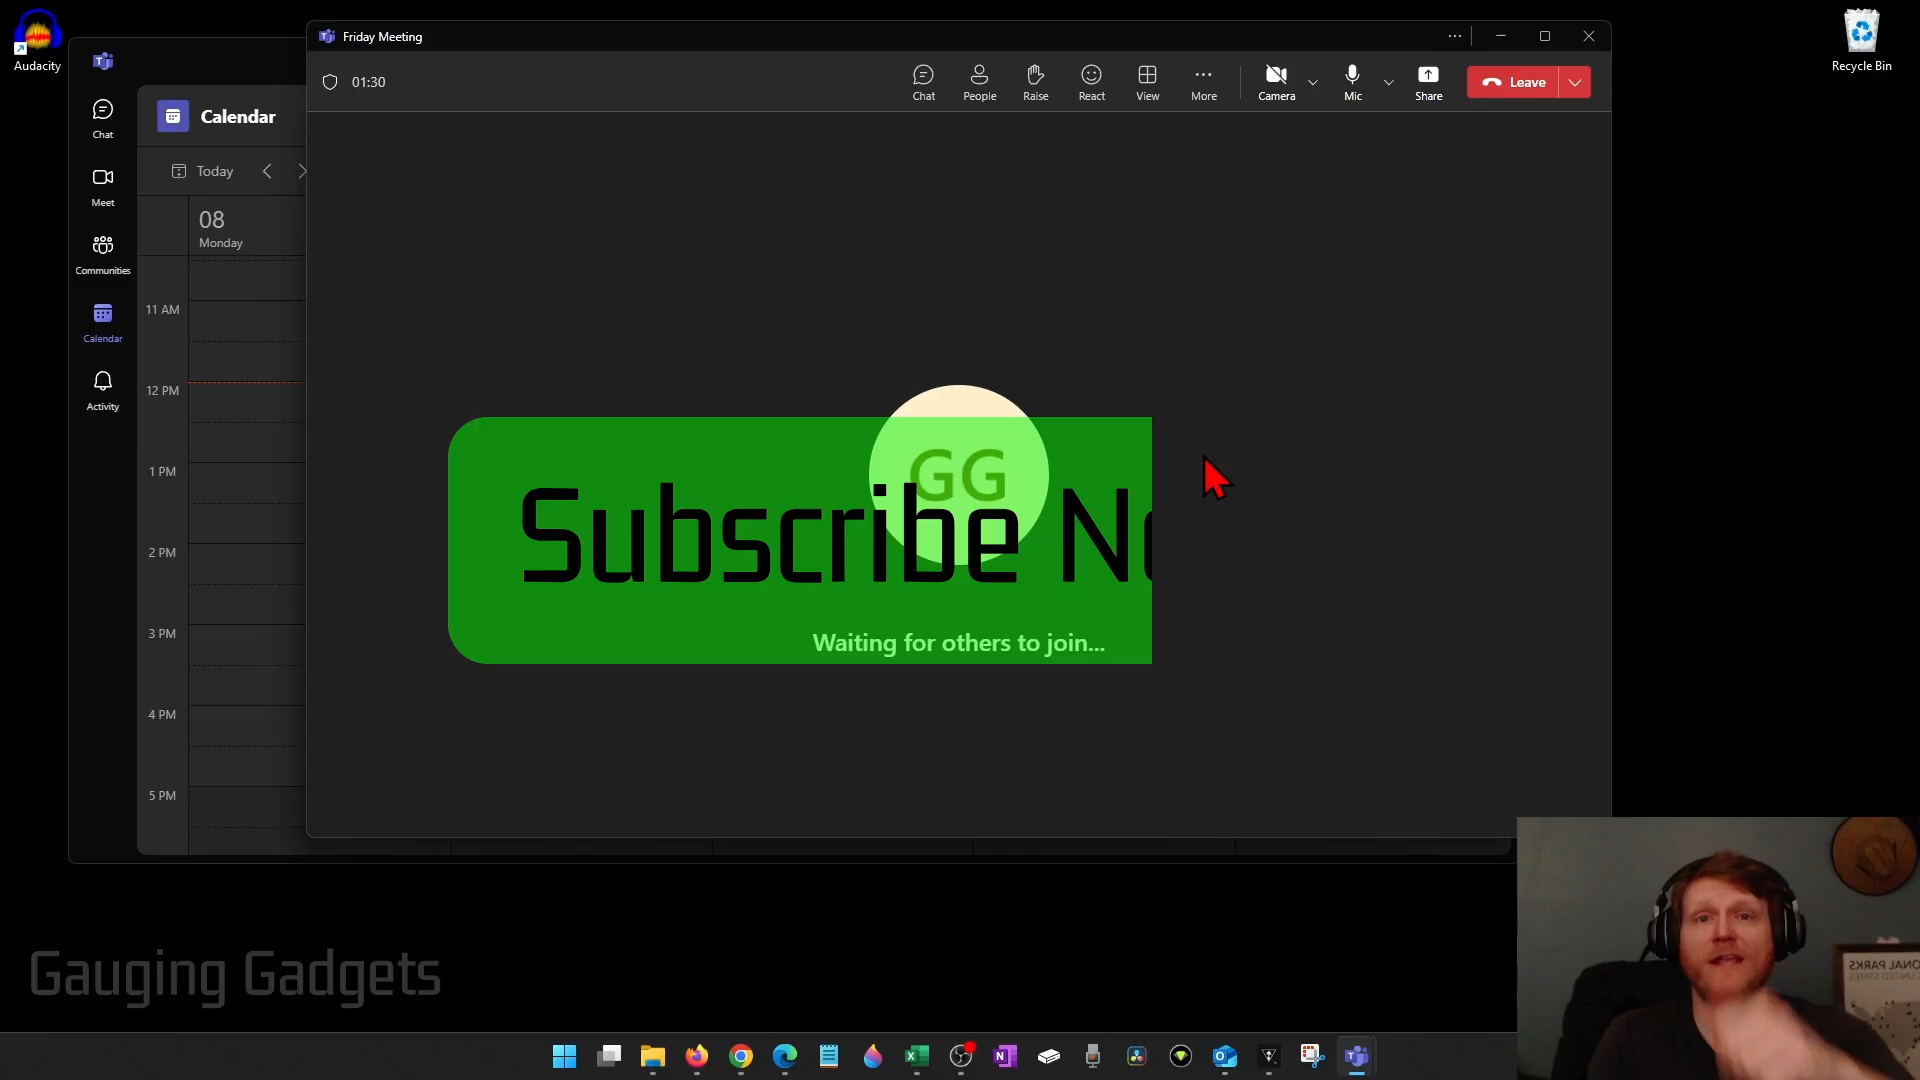 Audacity
Recycle Bin
Friday Meeting
01:30
Chat
People
Raise
React
View
More
Camera
Mic
Share
Leave
Chat
Meet
Communities
Calendar
Activity
Calendar
Today
08
Monday
11 AM
12 PM
1 PM
2 PM
3 PM
4 PM
5 PM
GG
Subscribe
Waiting for others to join...
Gauging Gadgets
PARKS